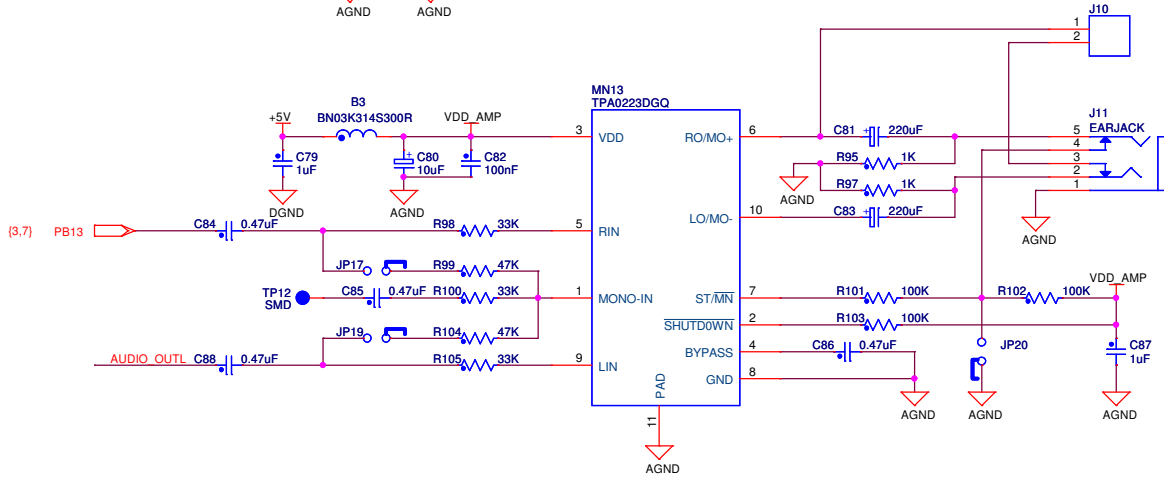 AGND AGND
J10
1
2
MN13
TPA0223DGQ
B3
BN03K314S300R
+5V
VDD_AMP
3 VDD
RO/MO+ 6
C81 220uF
J11
EARJACK
5
4
3
2
1
C79
1uF
C80
10uF
C82
100nF
R95 1K
R97 1K
AGND
DGND
AGND
LO/MO- 10
C83 220uF
AGND
{3,7} PB13
C84 0.47uF
R98 33K
5 RIN
JP17
R99 47K
TP12
SMD
C85 0.47uF
R100 33K
1 MONO-IN
ST/MN 7
R101 100K
R102 100K
VDD_AMP
JP19
R104 47K
SHUTD0WN 2
R103 100K
AUDIO_OUTL
C88 0.47uF
R105 33K
9 LIN
BYPASS 4
C86 0.47uF
JP20
C87
1uF
GND 8
PAD
11
AGND
AGND
AGND
AGND